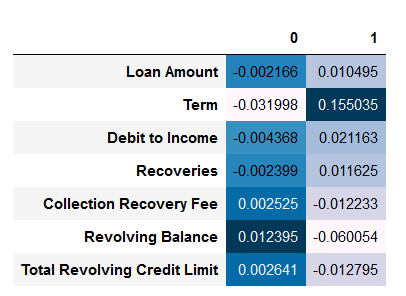 0 1
Loan Amount -0.002166 0.010495
Term -0.031998 0.155035
Debit to Income -0.004368 0.021163
Recoveries -0.002399 0.011625
Collection Recovery Fee 0.002525 -0.012233
Revolving Balance 0.012395 -0.060054
Total Revolving Credit Limit 0.002641 -0.012795